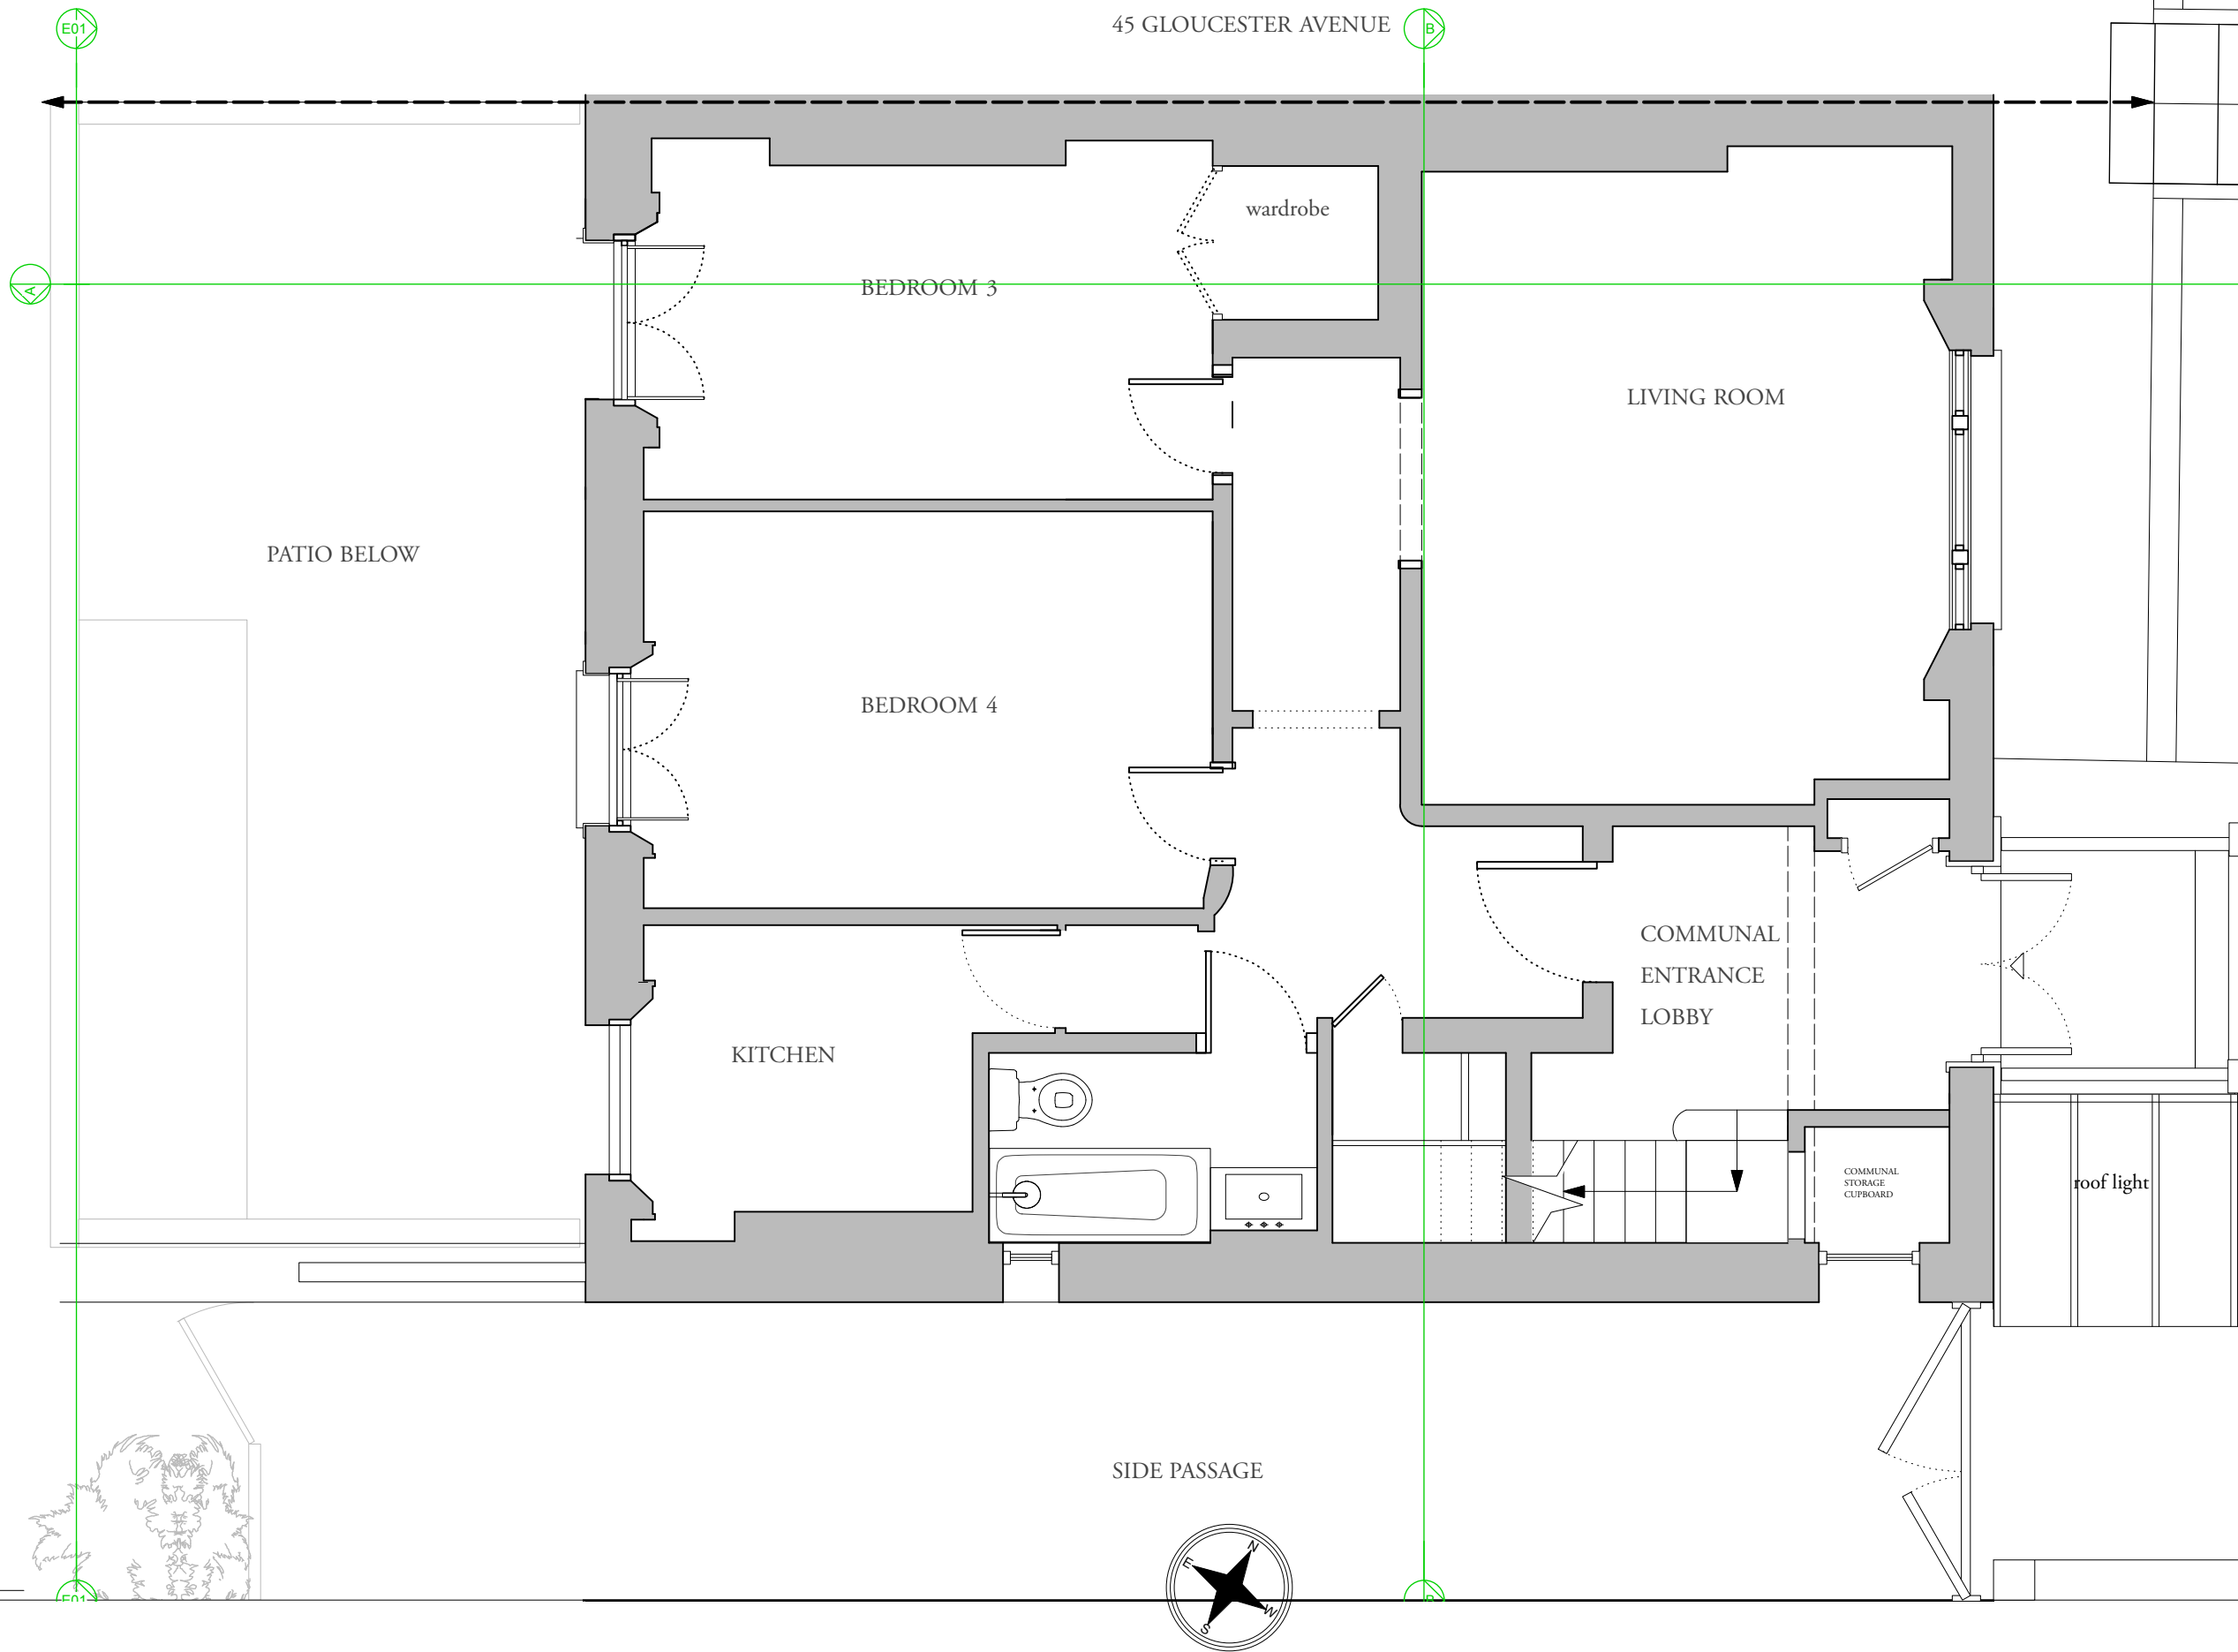 45 GLOUCESTER AVENUE
E01
B
wardrobe
A
BEDROOM 3
LIVING ROOM
PATIO BELOW
BEDROOM 4
COMMUNAL
ENTRANCE
LOBBY
KITCHEN
COMMUNAL
STORAGE
CUPBOARD
roof light
SIDE PASSAGE
N
E
W
S
E01
B